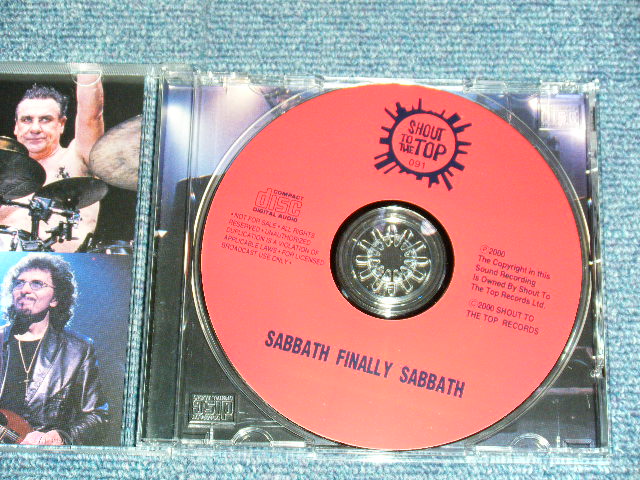 SHOUT
TO
THE TOP
091
COMPACT
disc
DIGITAL AUDIO
• NOT FOR SALE • ALL RIGHTS
RESERVED • UNAUTHORIZED
DUPLICATION IS A VIOLATION OF
APPLICABLE LAWS • FOR LICENSED
BROADCAST USE ONLY •
℗ 2000
The Copyright in this
Sound Recording
Is Owned By Shout To
The Top Records Ltd.
© 2000 SHOUT TO
THE TOP RECORDS
SABBATH FINALLY SABBATH